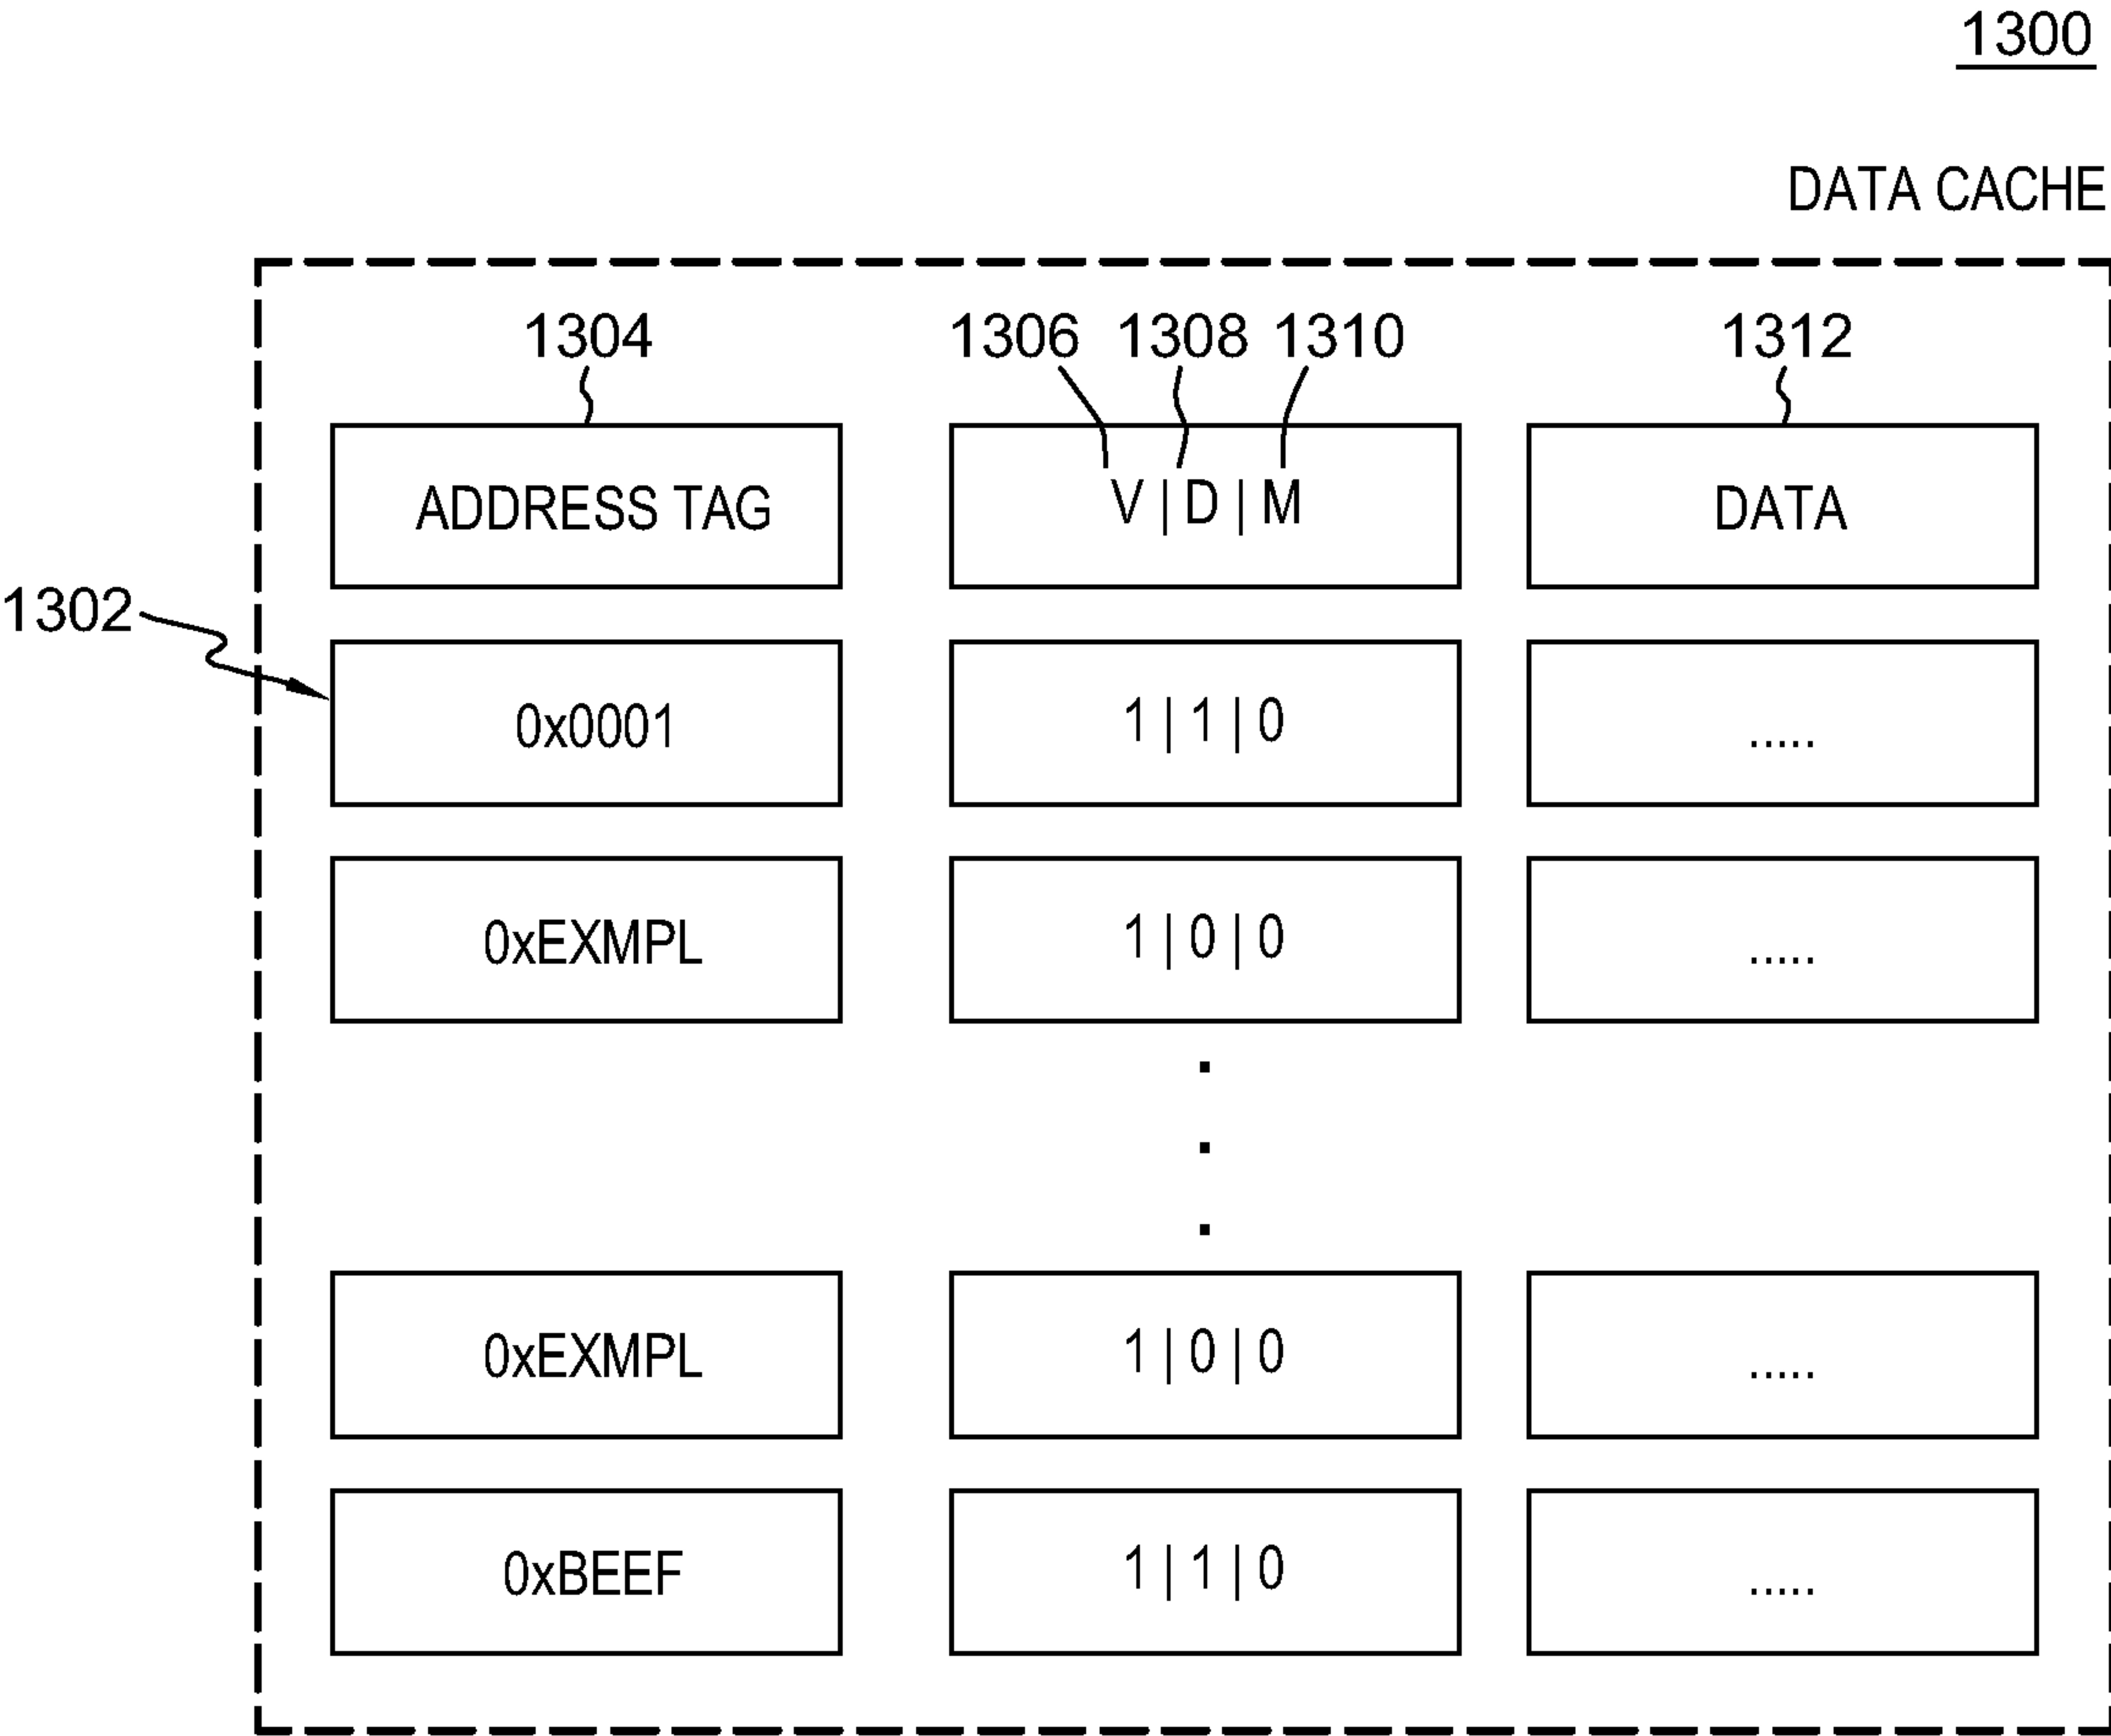 1300
DATA CACHE
1304 1306 1308 1310 1312
ADDRESS TAG V | D | M DATA
1302
0x0001 1 | 1 | 0 .....
0xEXMPL 1 | 0 | 0 .....
0xEXMPL 1 | 0 | 0 .....
0xBEEF 1 | 1 | 0 .....